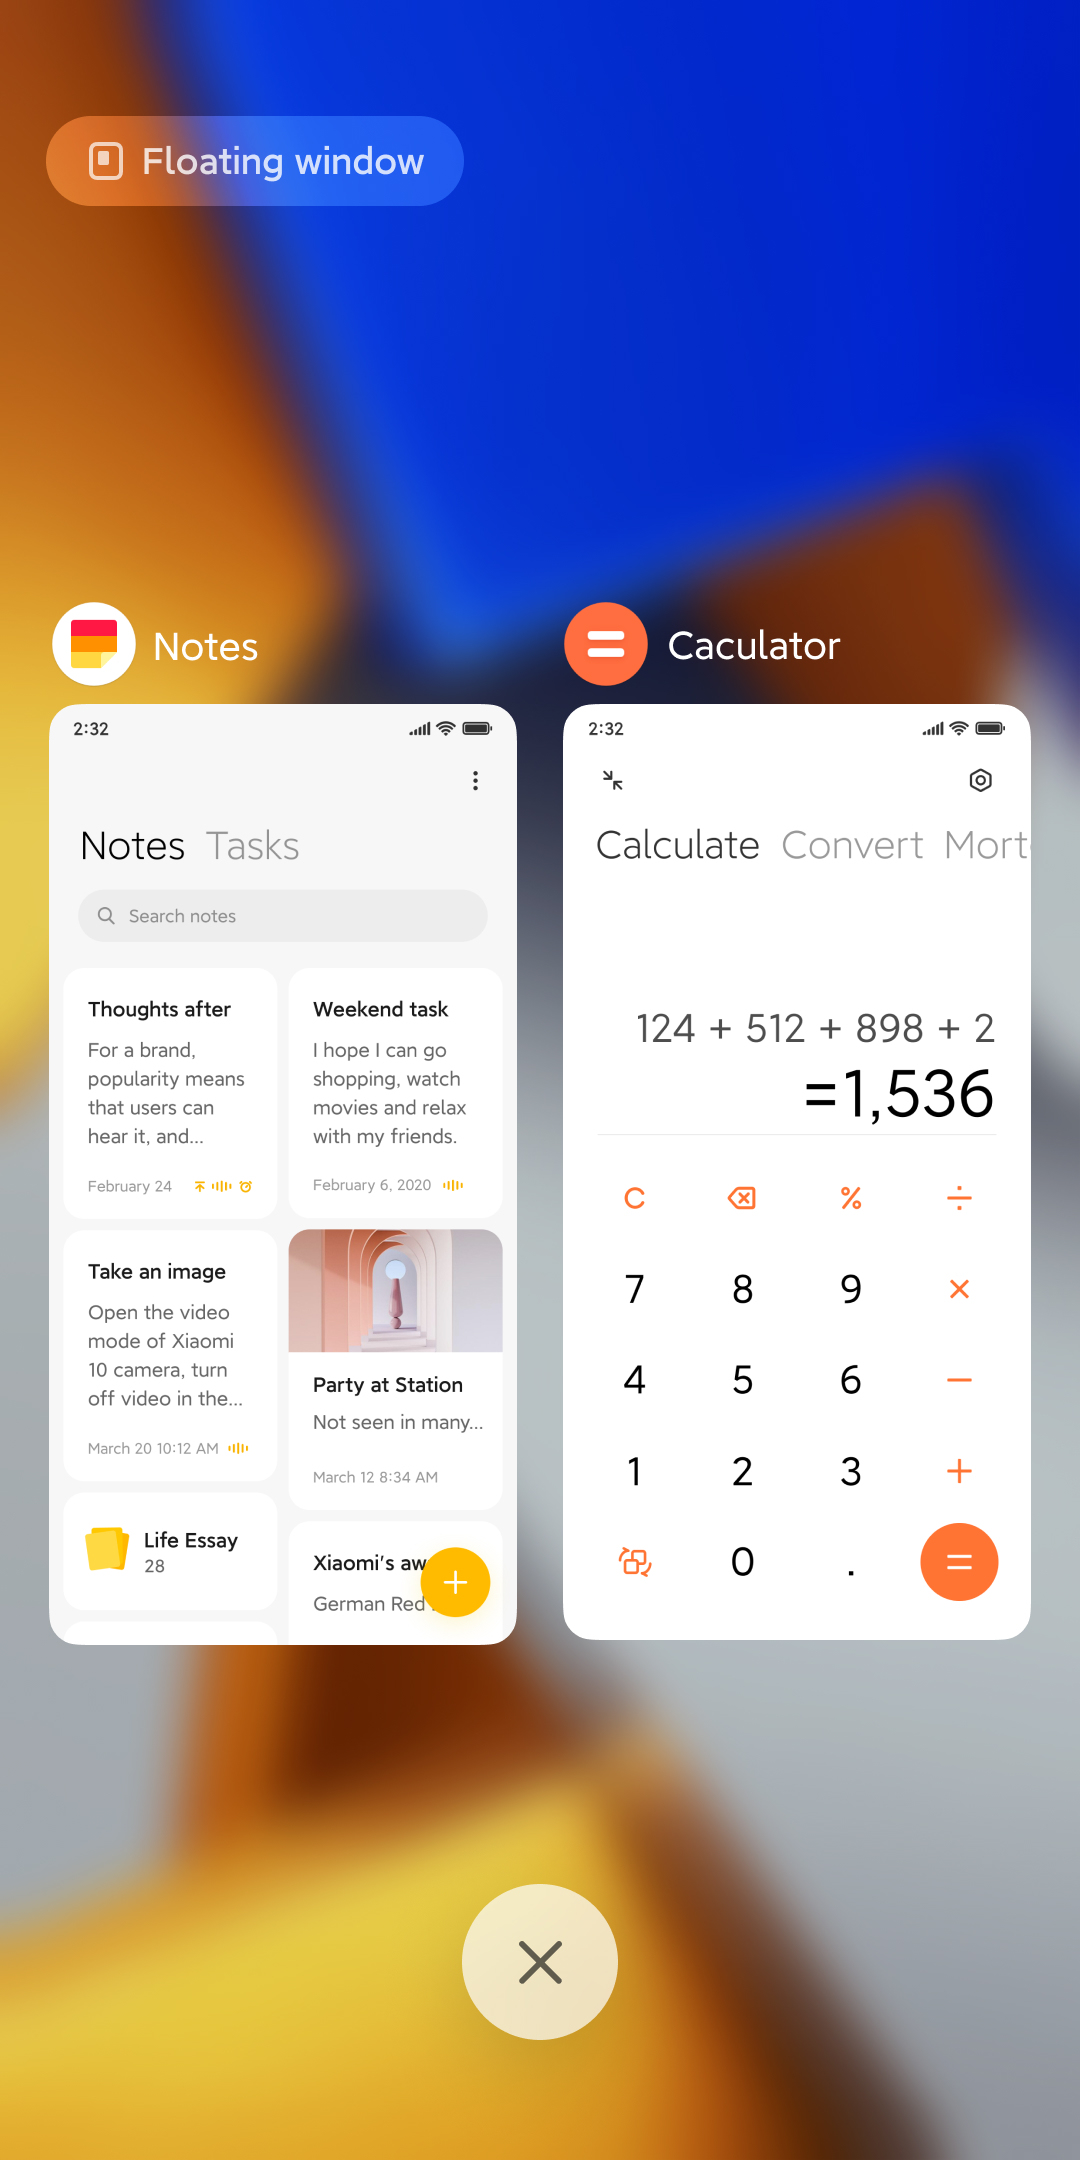 Floating window
Notes
2:32
Notes Tasks
Search notes
Thoughts after
For a brand,
popularity means
that users can
hear it, and...
February 24
Weekend task
I hope I can go
shopping, watch
movies and relax
with my friends.
February 6, 2020
Take an image
Open the video
mode of Xiaomi
10 camera, turn
off video in the...
March 20 10:12 AM
Party at Station
Not seen in many...
March 12 8:34 AM
Life Essay
28
Xiaomi's aw
German Red
Caculator
2:32
Calculate Convert Mort
124 + 512 + 898 + 2
=1,536
C % ÷
7 8 9 ×
4 5 6 −
1 2 3 +
0 . =